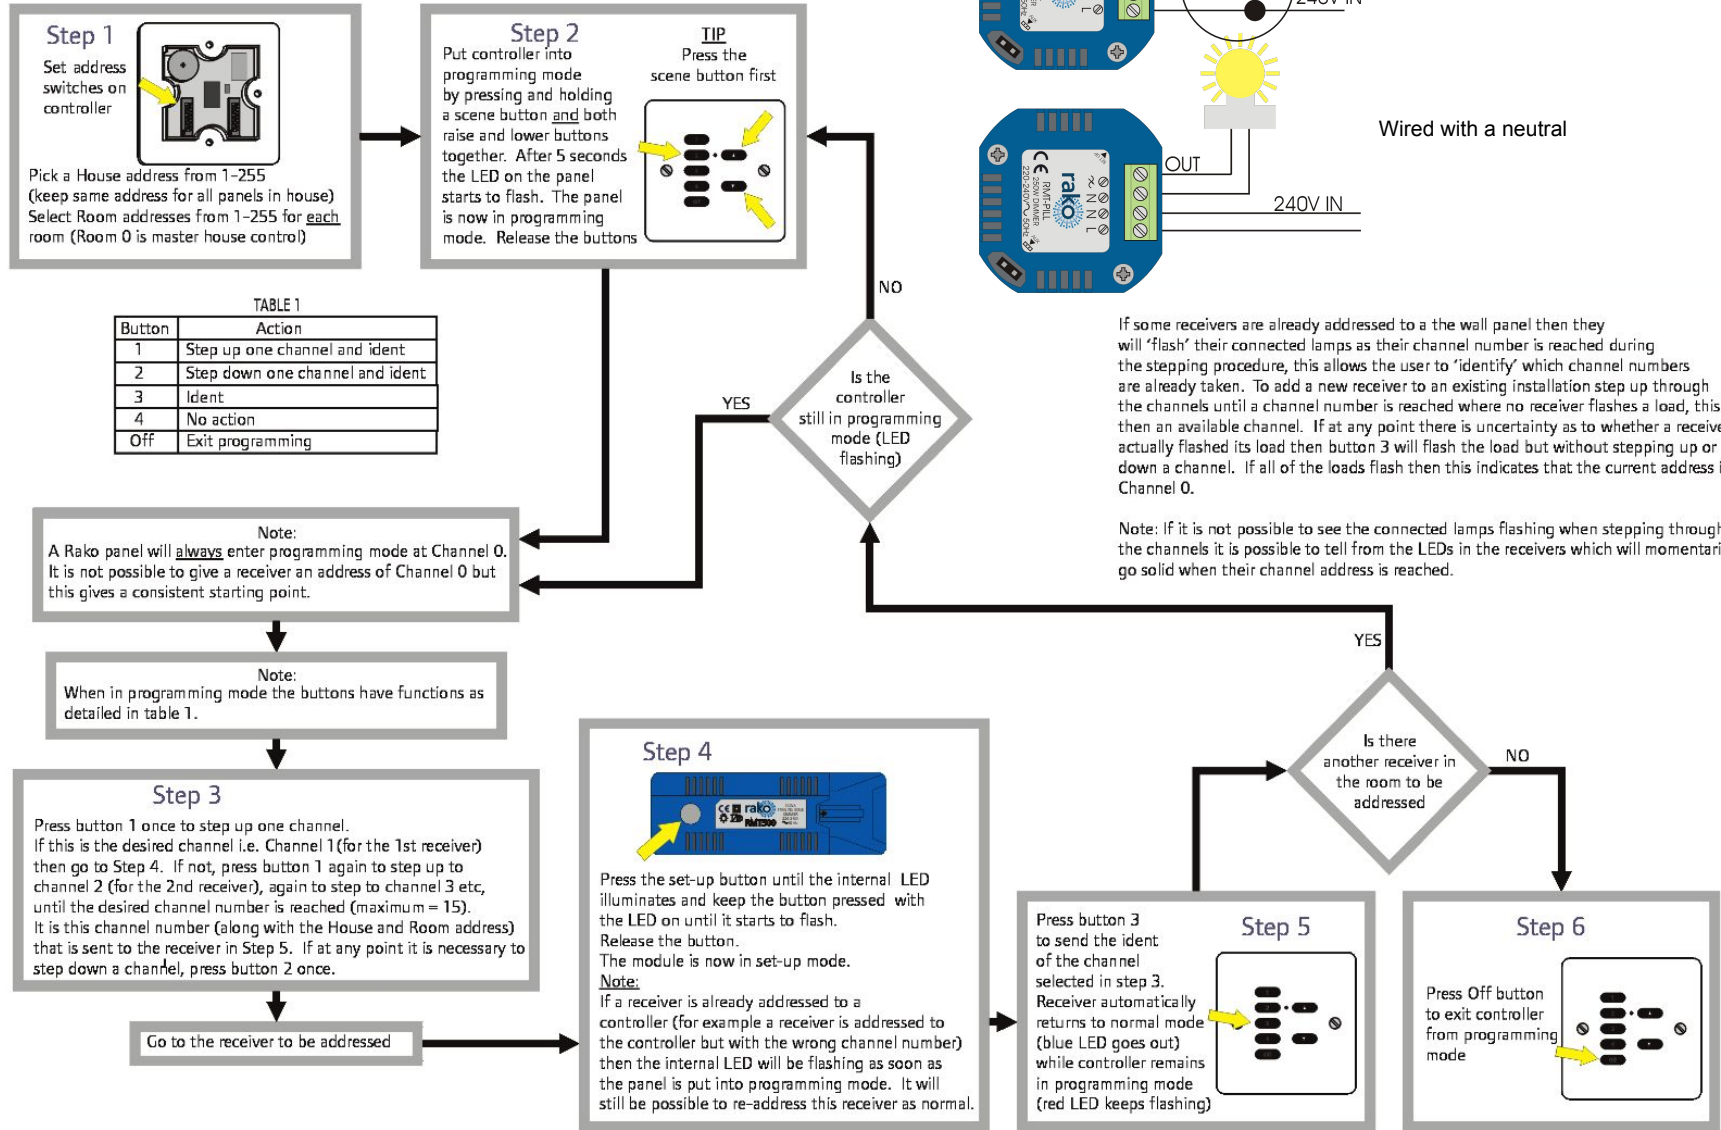 Step 1
Set address
switches on
controller
Pick a House address from 1-255
(keep same address for all panels in house)
Select Room addresses from 1-255 for each
room (Room 0 is master house control)
Step 2
Put controller into
programming mode
by pressing and holding
a scene button and both
raise and lower buttons
together. After 5 seconds
the LED on the panel
starts to flash. The panel
is now in programming
mode. Release the buttons
TIP
Press the
scene button first
L
240V IN
Wired with a neutral
OUT
240V IN
rako
RMT-PILL
250W DIMMER
220-240V 50Hz
N N L
TABLE 1
Button Action
1 Step up one channel and ident
2 Step down one channel and ident
3 Ident
4 No action
Off Exit programming
NO
YES
Is the
controller
still in programming
mode (LED
flashing)
If some receivers are already addressed to a the wall panel then they
will 'flash' their connected lamps as their channel number is reached during
the stepping procedure, this allows the user to 'identify' which channel numbers
are already taken. To add a new receiver to an existing installation step up through
the channels until a channel number is reached where no receiver flashes a load, this
then an available channel. If at any point there is uncertainty as to whether a receive
actually flashed its load then button 3 will flash the load but without stepping up or
down a channel. If all of the loads flash then this indicates that the current address i
Channel 0.
Note: If it is not possible to see the connected lamps flashing when stepping through
the channels it is possible to tell from the LEDs in the receivers which will momentari
go solid when their channel address is reached.
Note:
A Rako panel will always enter programming mode at Channel 0.
It is not possible to give a receiver an address of Channel 0 but
this gives a consistent starting point.
Note:
When in programming mode the buttons have functions as
detailed in table 1.
Step 3
Press button 1 once to step up one channel.
If this is the desired channel i.e. Channel 1(for the 1st receiver)
then go to Step 4. If not, press button 1 again to step up to
channel 2 (for the 2nd receiver), again to step to channel 3 etc,
until the desired channel number is reached (maximum = 15).
It is this channel number (along with the House and Room address)
that is sent to the receiver in Step 5. If at any point it is necessary to
step down a channel, press button 2 once.
Go to the receiver to be addressed
Step 4
rako
RMT500
Press the set-up button until the internal LED
illuminates and keep the button pressed with
the LED on until it starts to flash.
Release the button.
The module is now in set-up mode.
Note:
If a receiver is already addressed to a
controller (for example a receiver is addressed to
the controller but with the wrong channel number)
then the internal LED will be flashing as soon as
the panel is put into programming mode. It will
still be possible to re-address this receiver as normal.
Step 5
Press button 3
to send the ident
of the channel
selected in step 3.
Receiver automatically
returns to normal mode
(blue LED goes out)
while controller remains
in programming mode
(red LED keeps flashing)
YES
Is there
another receiver in
the room to be
addressed
NO
Step 6
Press Off button
to exit controller
from programming
mode